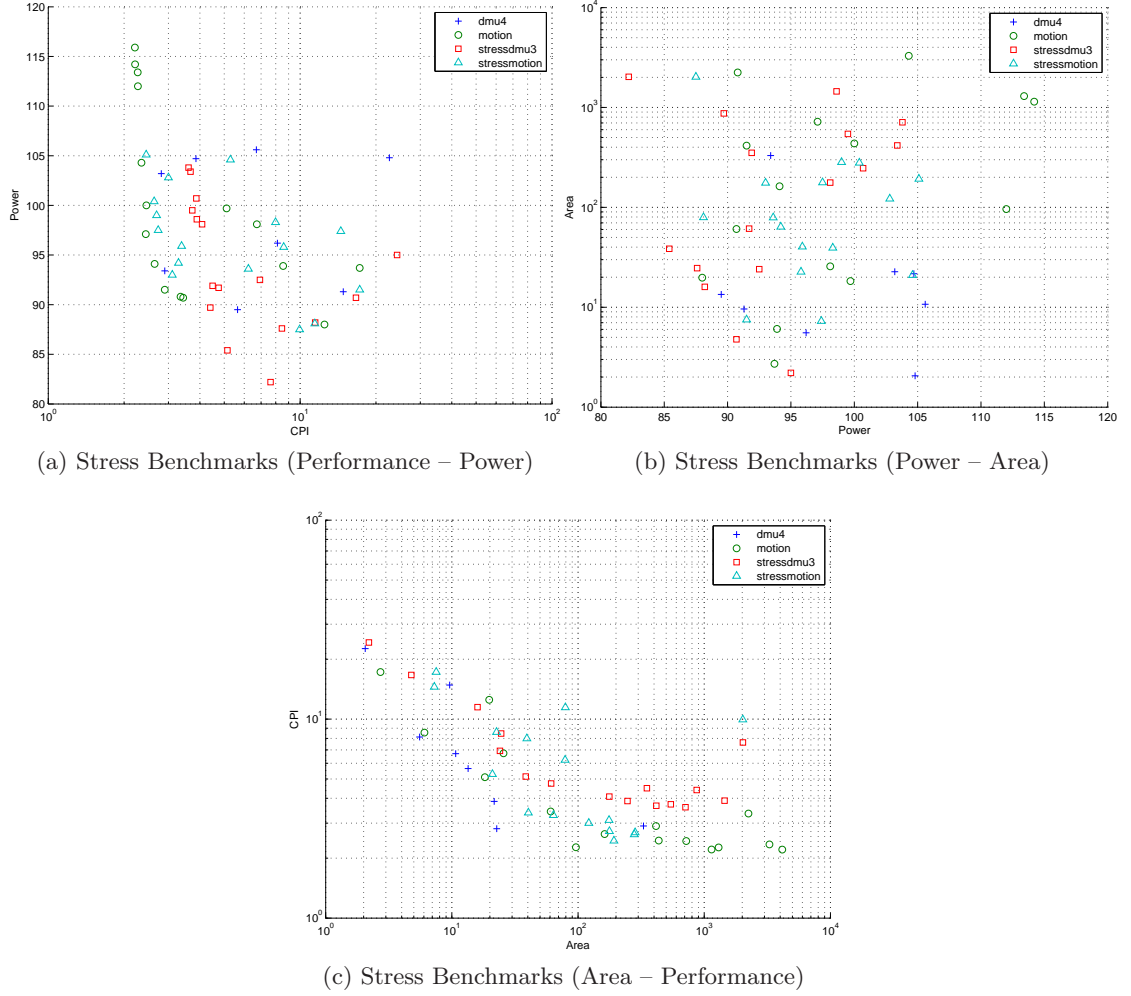 120
115
110
105
100
95
90
85
80
Power
10^0
10^1
10^2
CPI
dmu4
motion
stressdmu3
stressmotion
(a) Stress Benchmarks (Performance – Power)
10^4
10^3
10^2
10^1
10^0
Area
80
85
90
95
100
105
110
115
120
Power
dmu4
motion
stressdmu3
stressmotion
(b) Stress Benchmarks (Power – Area)
10^2
10^1
10^0
CPI
10^0
10^1
10^2
10^3
10^4
Area
dmu4
motion
stressdmu3
stressmotion
(c) Stress Benchmarks (Area – Performance)